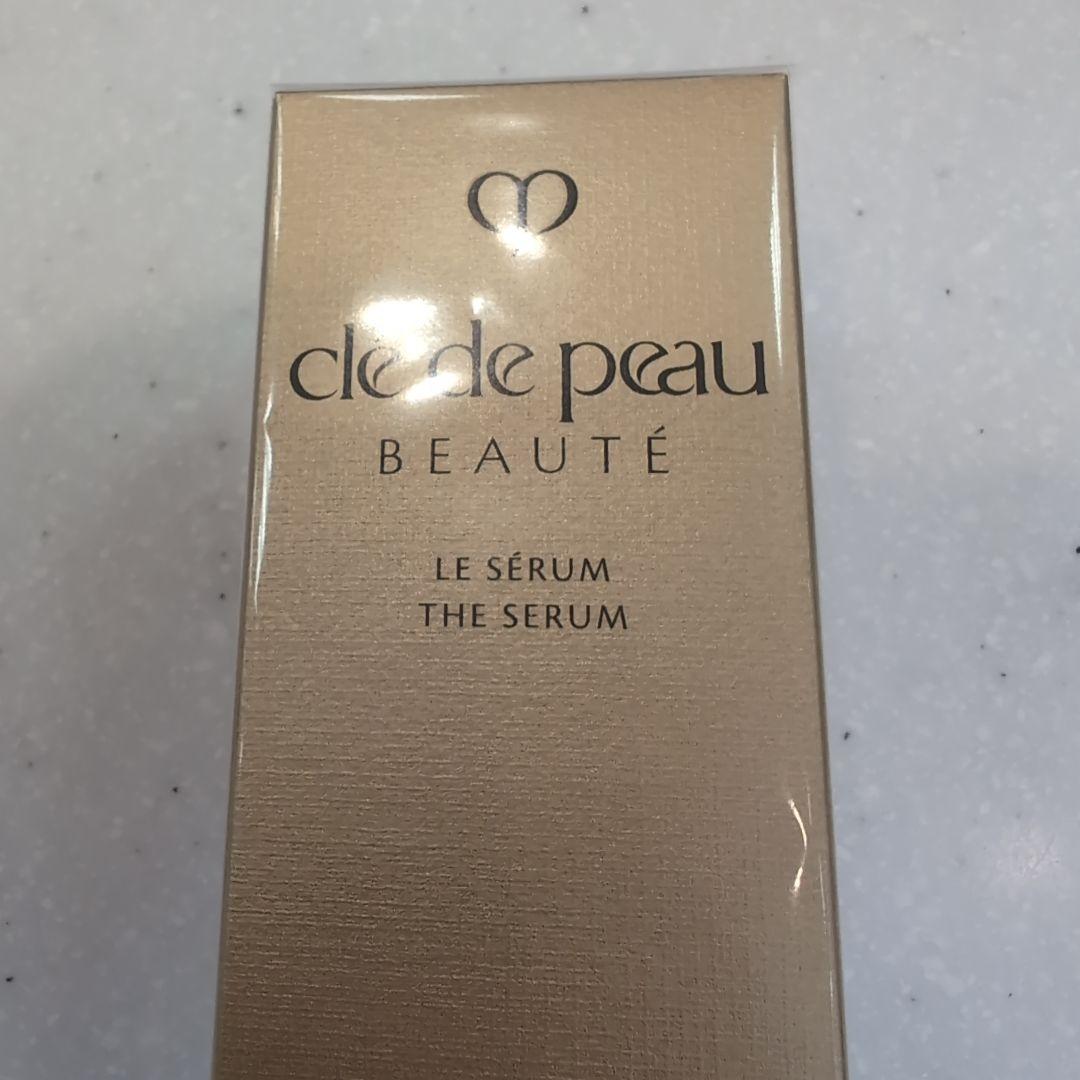 clé de peau
BEAUTÉ
LE SÉRUM
THE SERUM